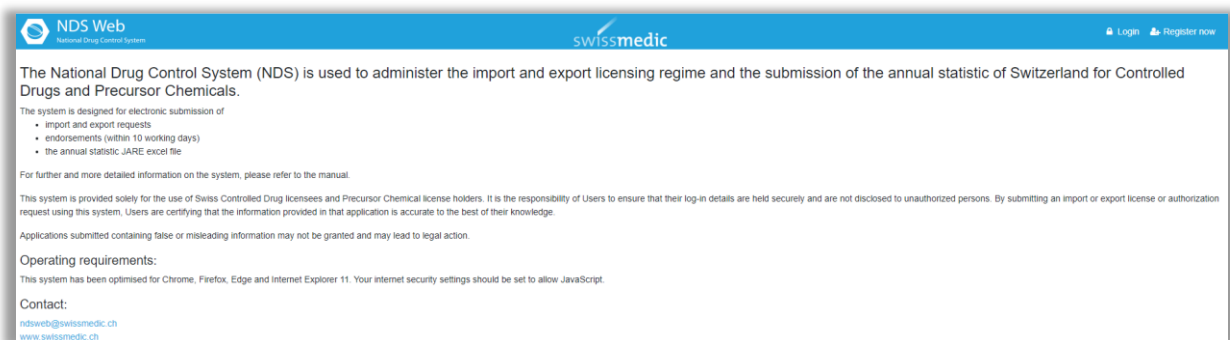 NDS Web
National Drug Control System
swissmedic
Login Register now
The National Drug Control System (NDS) is used to administer the import and export licensing regime and the submission of the annual statistic of Switzerland for Controlled
Drugs and Precursor Chemicals.
The system is designed for electronic submission of
• import and export requests
• endorsements (within 10 working days)
• the annual statistic JARE excel file
For further and more detailed information on the system, please refer to the manual.
This system is provided solely for the use of Swiss Controlled Drug licensees and Precursor Chemical license holders. It is the responsibility of Users to ensure that their log-in details are held securely and are not disclosed to unauthorized persons. By submitting an import or export license or authorization
request using this system, Users are certifying that the information provided in that application is accurate to the best of their knowledge.
Applications submitted containing false or misleading information may not be granted and may lead to legal action.
Operating requirements:
This system has been optimised for Chrome, Firefox, Edge and Internet Explorer 11. Your internet security settings should be set to allow JavaScript.
Contact:
ndsweb@swissmedic.ch
www.swissmedic.ch